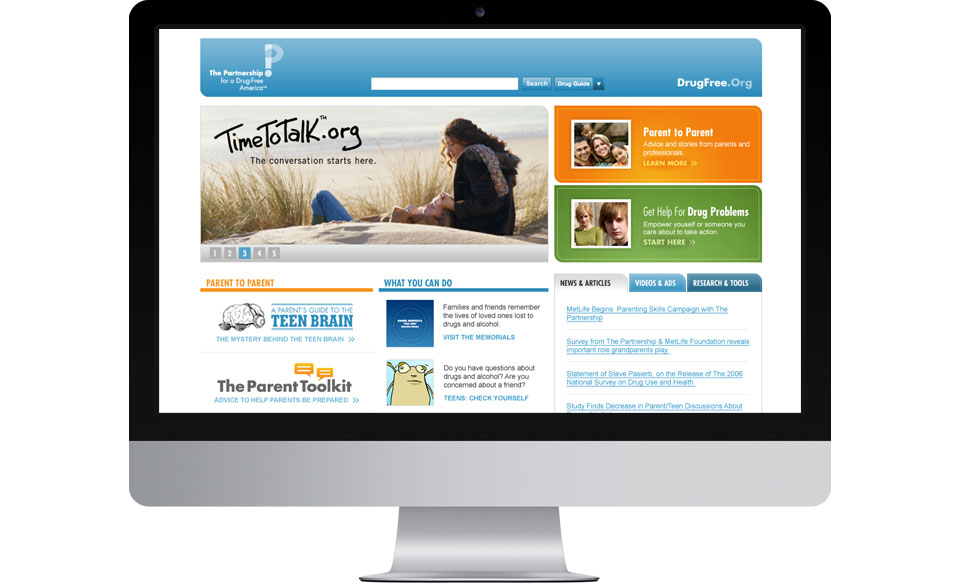 The Partnership
for a Drug-Free
America™
Search
Drug Guide
DrugFree.Org
TimeToTalk™.org
The conversation starts here.
1 2 3 4 5
Parent to Parent
Advice and stories from parents and
professionals.
LEARN MORE >>
Get Help For Drug Problems
Empower youself or someone you
care about to take action.
START HERE >>
PARENT TO PARENT
A PARENT'S GUIDE TO THE
TEEN BRAIN
THE MYSTERY BEHIND THE TEEN BRAIN >>
The Parent Toolkit
ADVICE TO HELP PARENTS BE PREPARED >>
WHAT YOU CAN DO
Families and friends remember
the lives of loved ones lost to
drugs and alcohol.
VISIT THE MEMORIALS
Do you have questions about
drugs and alcohol? Are you
concerned about a friend?
TEENS: CHECK YOURSELF
NEWS & ARTICLES
VIDEOS & ADS
RESEARCH & TOOLS
MetLife Begins Parenting Skills Campaign with The
Partnership
Survey from The Partnership & MetLife Foundation reveals
important role grandparents play
Statement of Steve Pasierb, on the Release of The 2006
National Survey on Drug Use and Health
Study Finds Decrease in Parent/Teen Discussions About